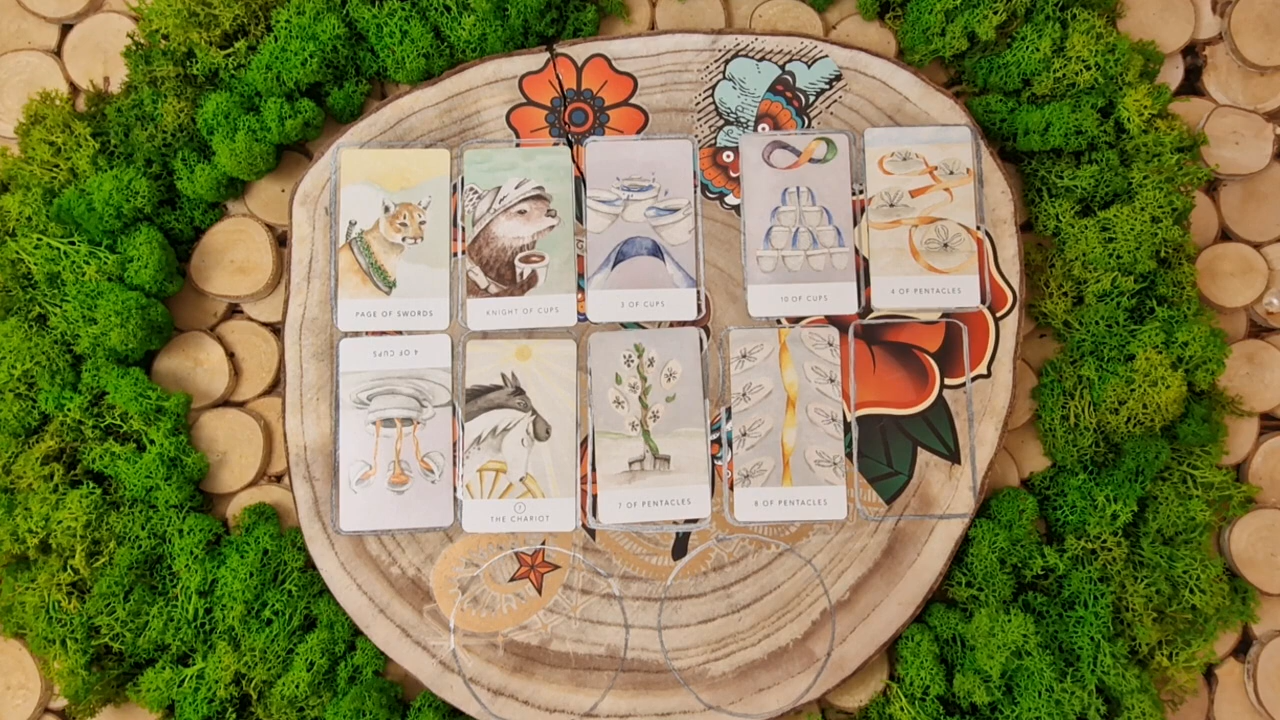 PAGE OF SWORDS
KNIGHT OF CUPS
3 OF CUPS
10 OF CUPS
4 OF PENTACLES
4 OF CUPS
7
THE CHARIOT
7 OF PENTACLES
8 OF PENTACLES